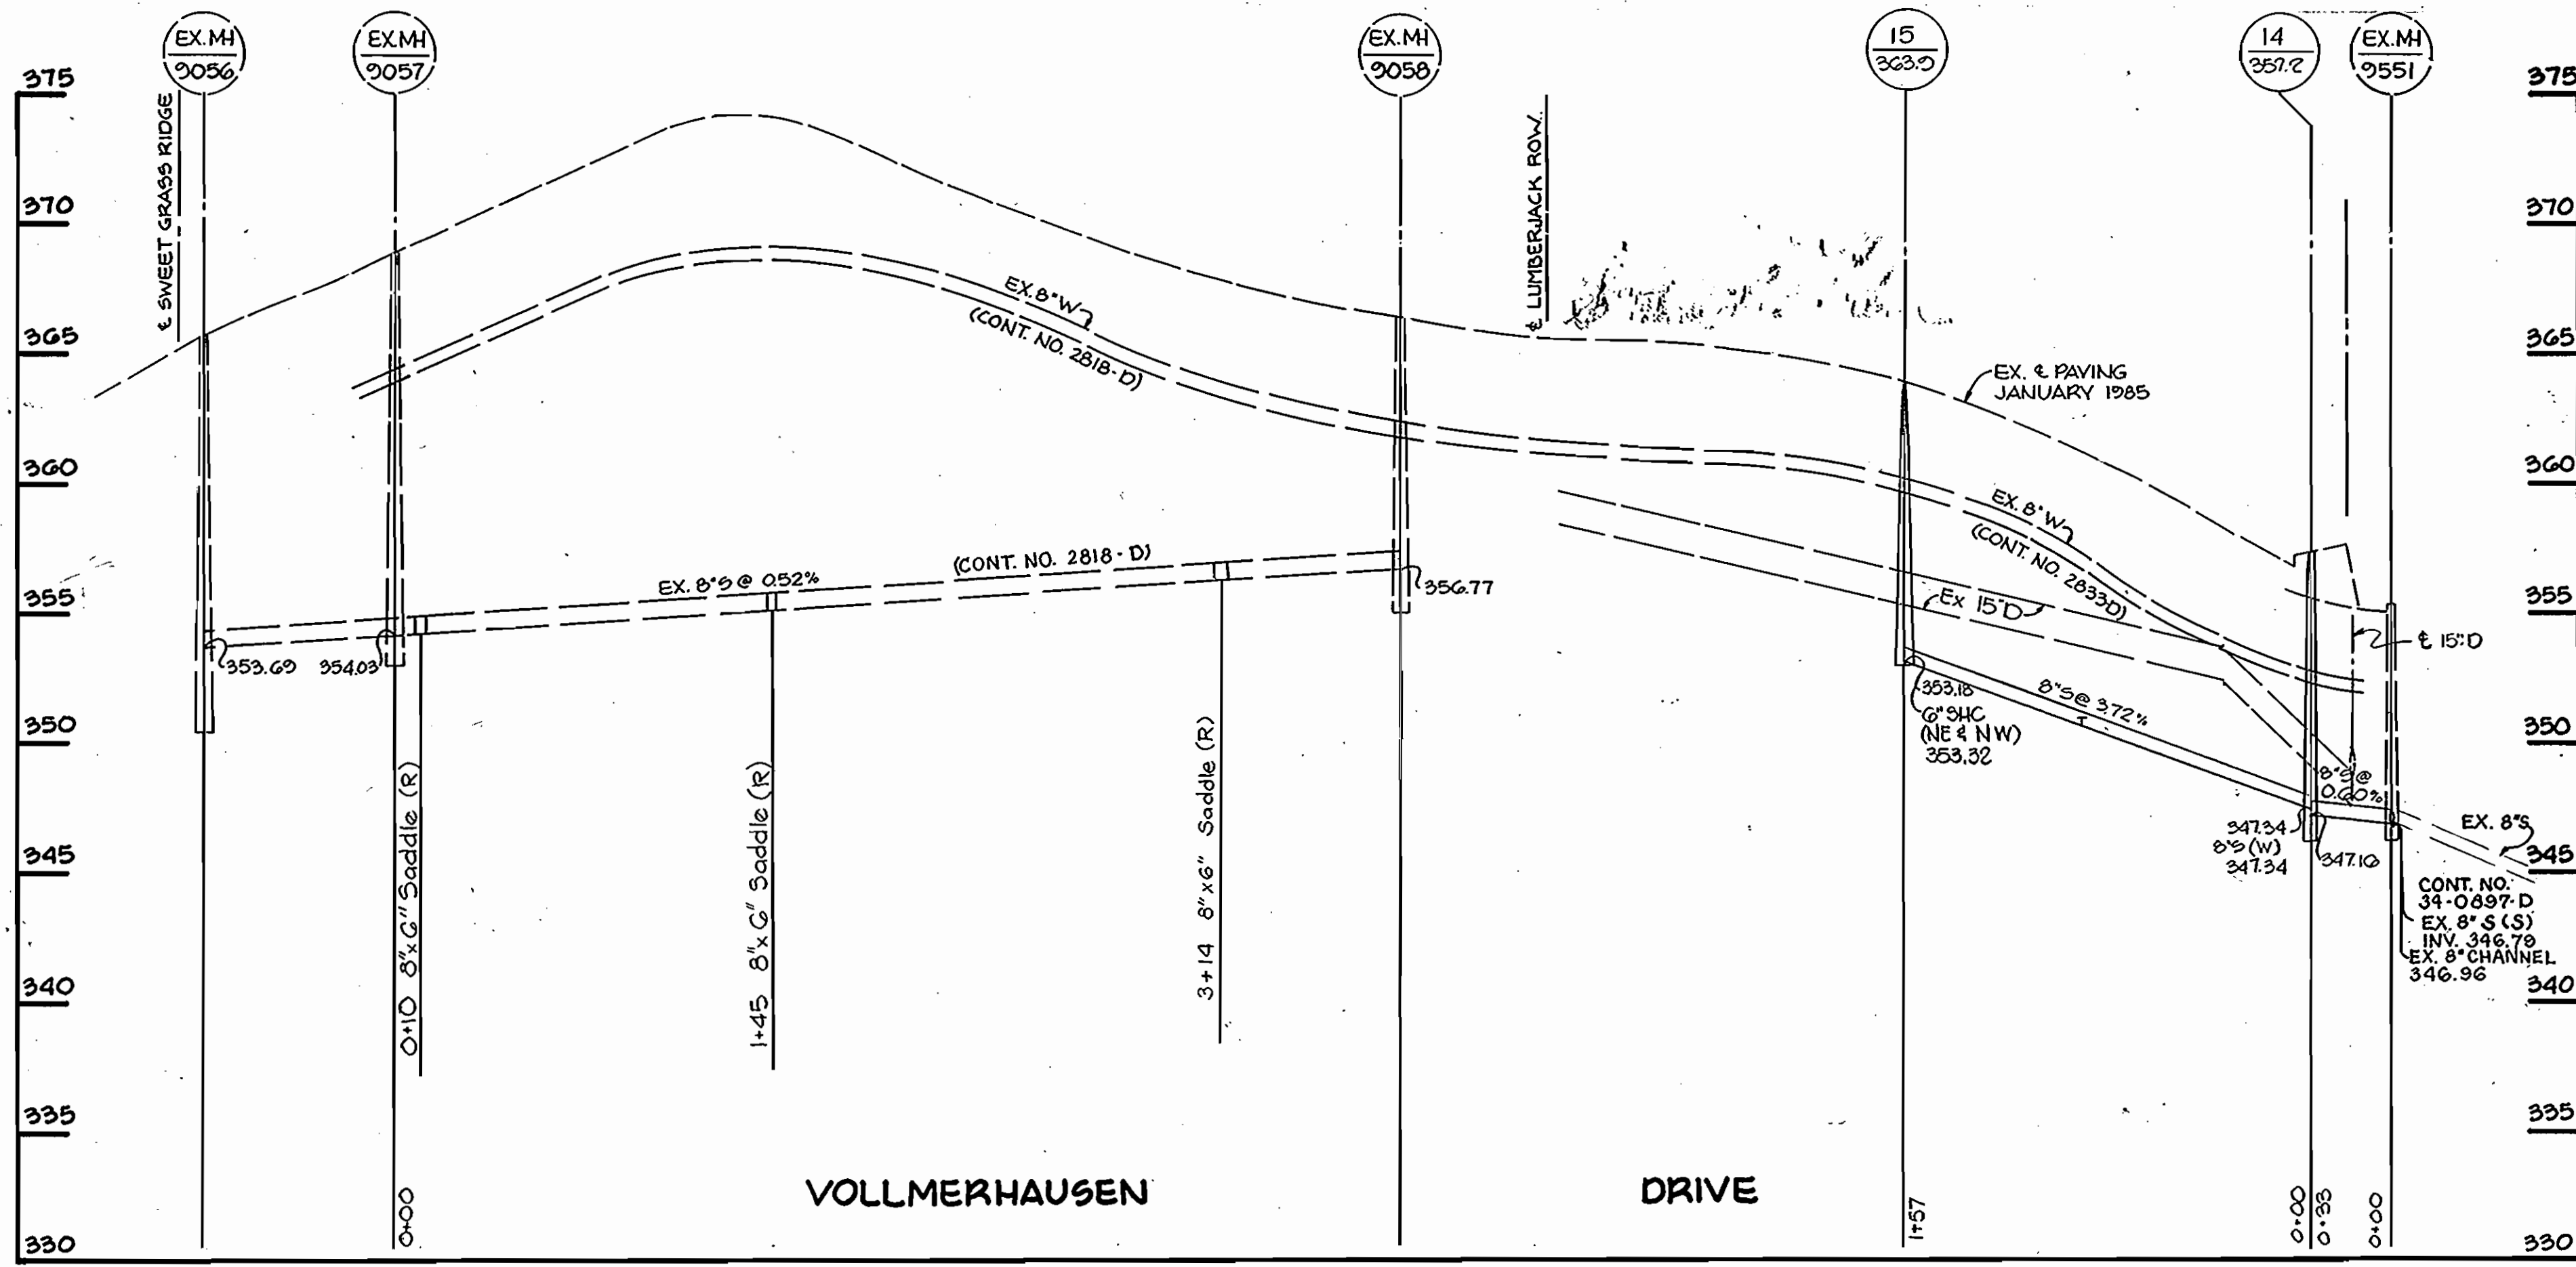 EX.MH
9056
EX.MH
9057
EX.MH
9058
15
363.9
14
357.2
EX.MH
9551
375
370
365
360
355
350
345
340
335
330
375
370
365
360
355
350
345
340
335
330
℄ SWEET GRASS RIDGE
℄ LUMBERJACK ROW.
EX. 8"W
(CONT. NO. 2818-D)
EX. ℄ PAVING
JANUARY 1985
EX. 8"W
(CONT. NO. 2833D)
EX. 8"S @ 0.52%
(CONT. NO. 2818-D)
353.69
354.03
356.77
Ex 15"D
℄ 15"D
353.18
6" SHC
(NE & NW)
353.32
8"S @ 3.72%
T
8"S @
0.60%
347.34
8"S (W)
347.34
347.16
EX. 8"S
CONT. NO.
34-0897-D
EX. 8" S (S)
INV. 346.79
EX. 8" CHANNEL
346.96
0+10 8"x6" Saddle (R)
1+45 8"x6" Saddle (R)
3+14 8"x6" Saddle (R)
VOLLMERHAUSEN DRIVE
0+00
1+57
0+00
0+33
0+00